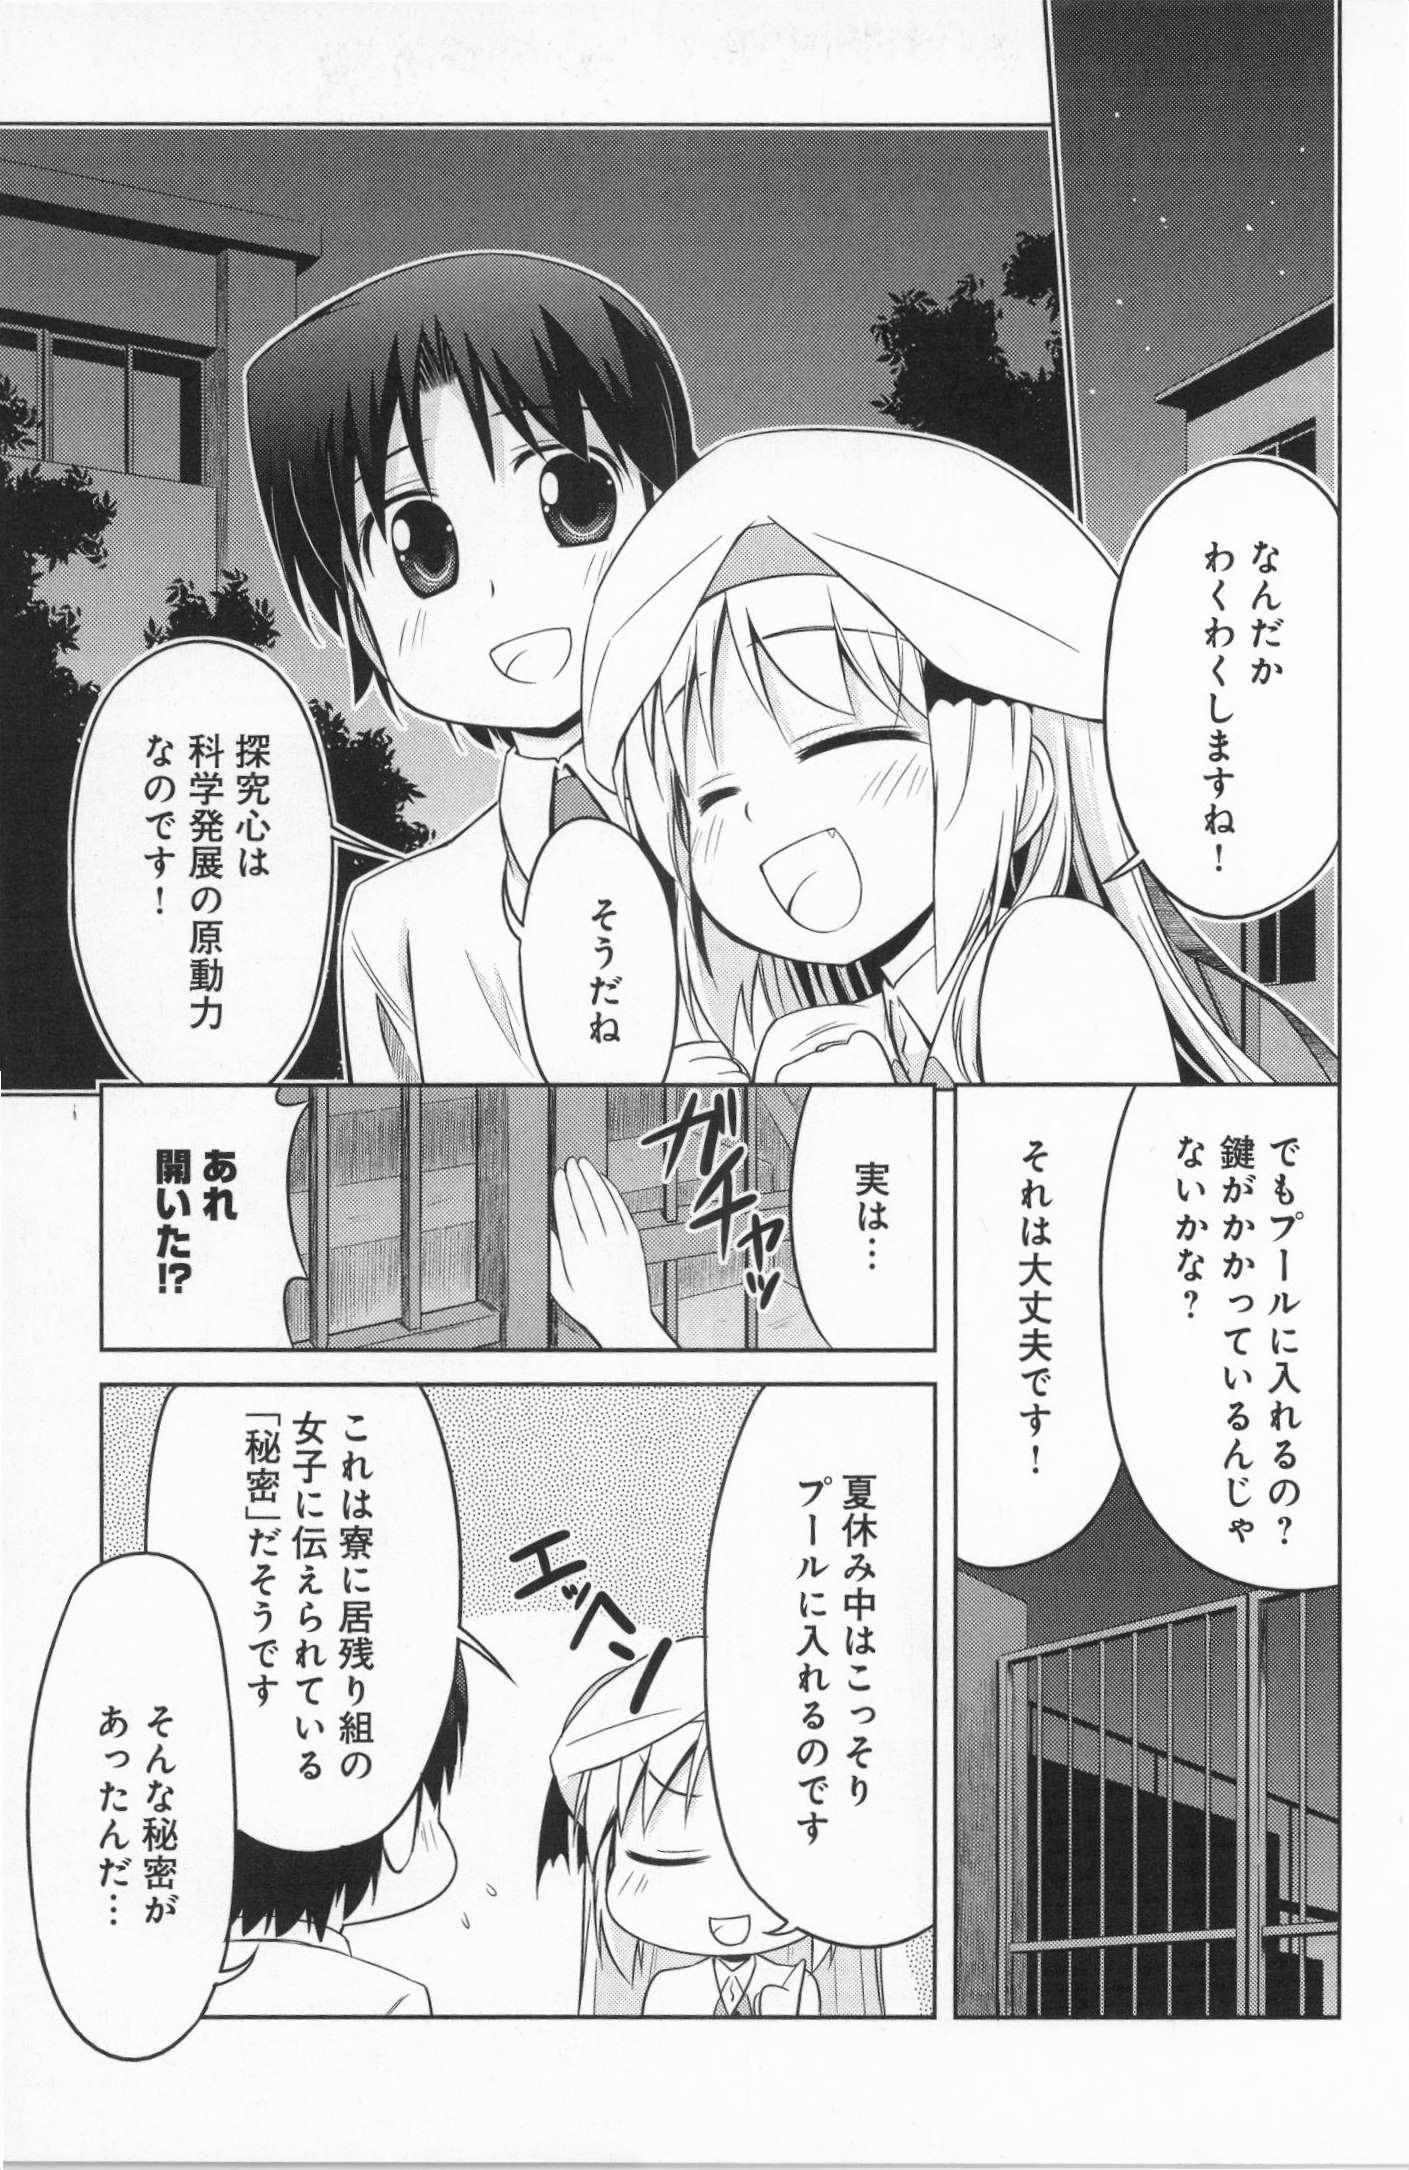 なんだか
わくわくしますね！
そうだね
探究心は
科学発展の原動力
なのです！
でもプールに入れるの？
鍵がかかっているんじゃ
ないかな？
それは大丈夫です！
実は…
ガチャッ
あれ
開いた!?
夏休み中はこっそり
プールに入れるのです
エッヘン
これは寮に居残り組の
女子に伝えられている
「秘密」だそうです
そんな秘密が
あったんだ…